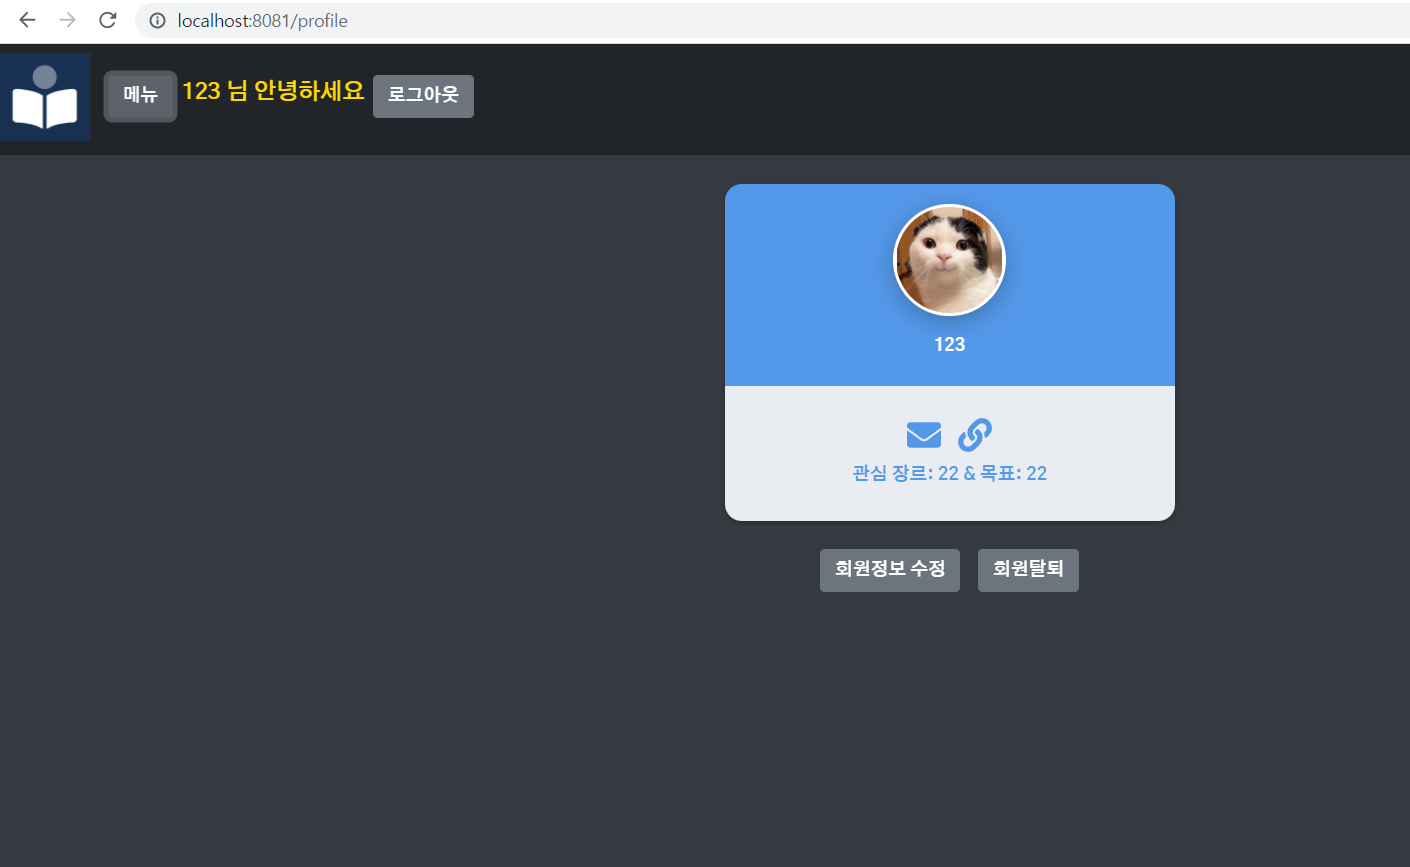 localhost:8081/profile
메뉴 123 님 안녕하세요 로그아웃
123
관심 장르: 22 & 목표: 22
회원정보 수정 회원탈퇴